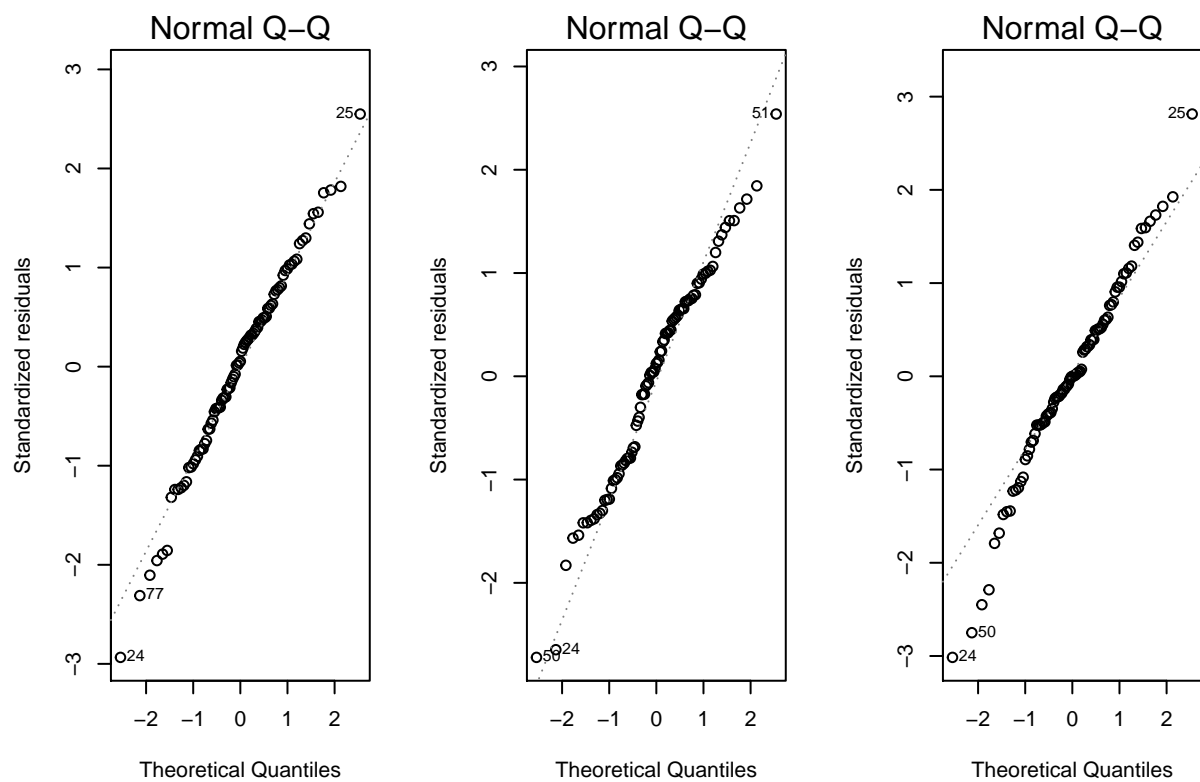 Normal Q−Q
3
2
1
0
−1
−2
−3
Standardized residuals
25
77
24
−2 −1 0 1 2
Theoretical Quantiles
Normal Q−Q
3
2
1
0
−1
−2
Standardized residuals
51
24
50
−2 −1 0 1 2
Theoretical Quantiles
Normal Q−Q
3
2
1
0
−1
−2
−3
Standardized residuals
25
50
24
−2 −1 0 1 2
Theoretical Quantiles